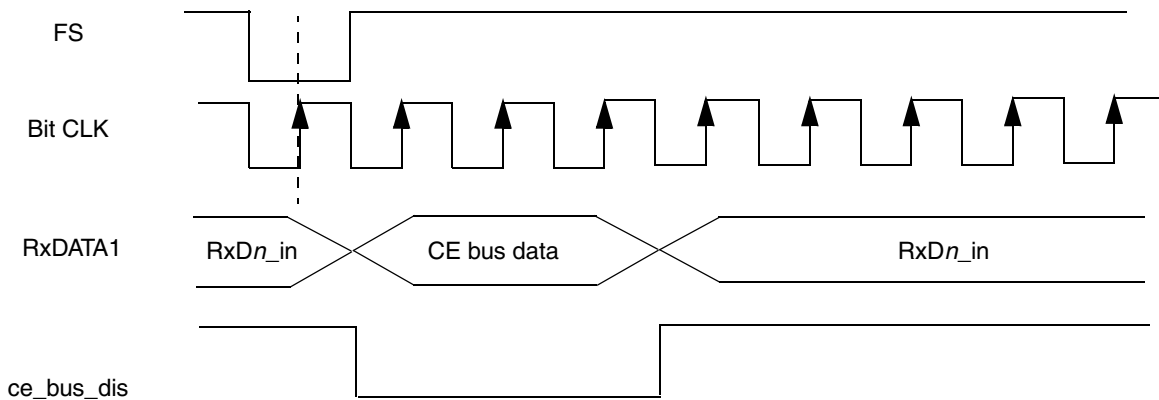 FS
Bit CLK
RxDATA1
RxDn_in
CE bus data
RxDn_in
ce_bus_dis